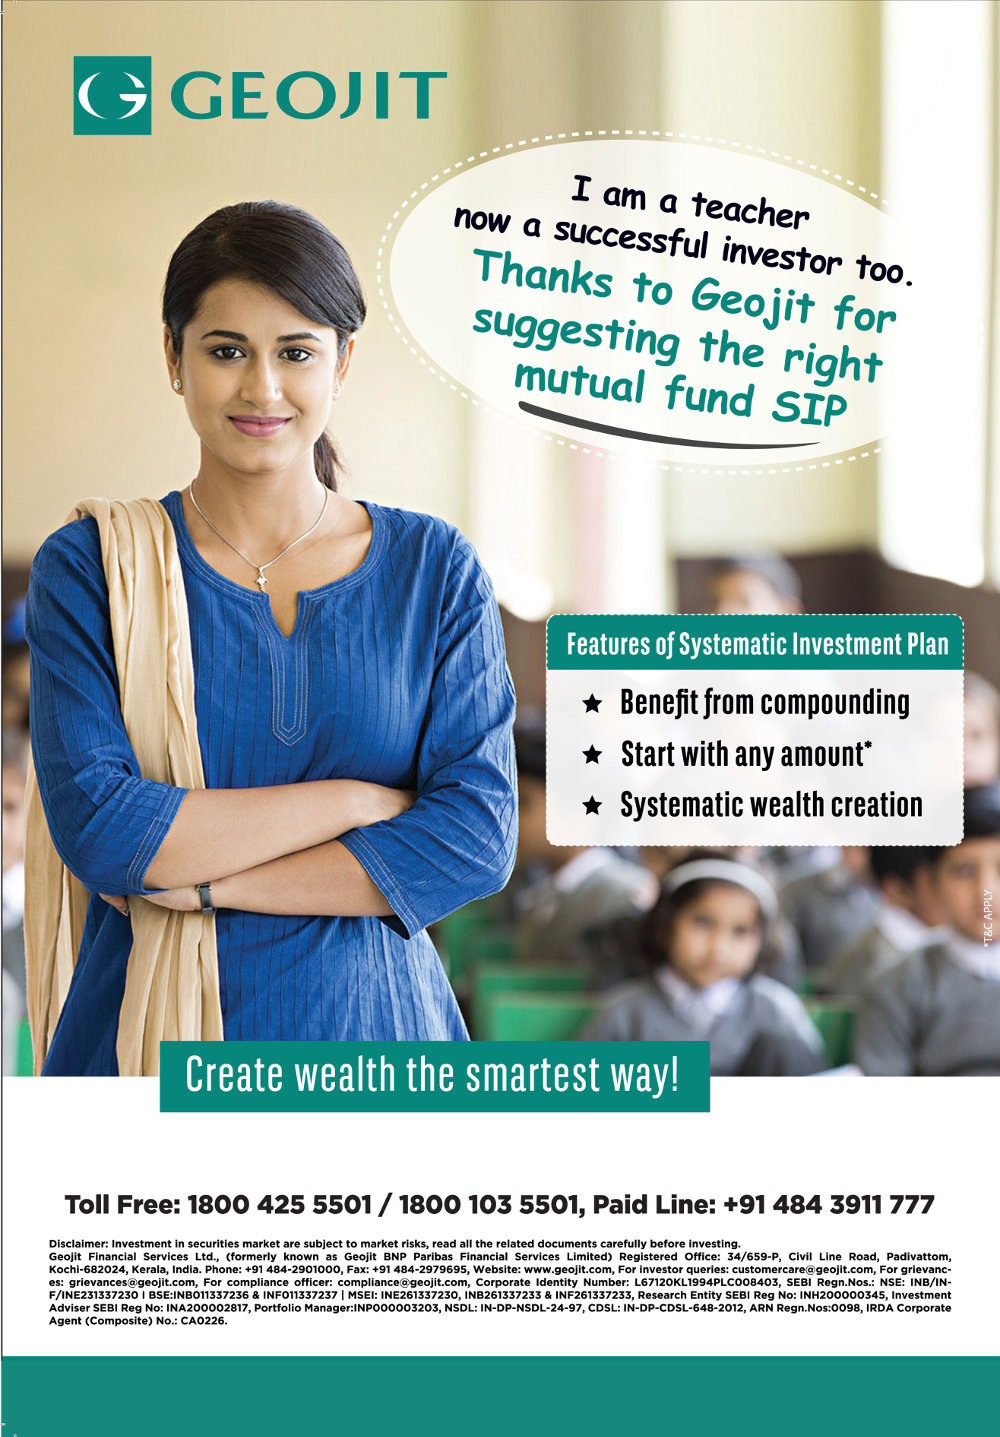 GEOJIT
I am a teacher
now a successful investor too.
Thanks to Geojit for
suggesting the right
mutual fund SIP
Features of Systematic Investment Plan
★ Benefit from compounding
★ Start with any amount*
★ Systematic wealth creation
*T&C APPLY
Create wealth the smartest way!
Toll Free: 1800 425 5501 / 1800 103 5501, Paid Line: +91 484 3911 777
Disclaimer: Investment in securities market are subject to market risks, read all the related documents carefully before investing.
Geojit Financial Services Ltd., (formerly known as Geojit BNP Paribas Financial Services Limited) Registered Office: 34/659-P, Civil Line Road, Padivattom,
Kochi-682024, Kerala, India. Phone: +91 484-2901000, Fax: +91 484-2979695, Website: www.geojit.com, For investor queries: customercare@geojit.com, For grievanc-
es: grievances@geojit.com, For compliance officer: compliance@geojit.com, Corporate Identity Number: L67120KL1994PLC008403, SEBI Regn.Nos.: NSE: INB/IN-
F/INE231337230 I BSE:INB011337236 & INF011337237 | MSEI: INE261337230, INB261337233 & INF261337233, Research Entity SEBI Reg No: INH200000345, Investment
Adviser SEBI Reg No: INA200002817, Portfolio Manager:INP000003203, NSDL: IN-DP-NSDL-24-97, CDSL: IN-DP-CDSL-648-2012, ARN Regn.Nos:0098, IRDA Corporate
Agent (Composite) No.: CA0226.